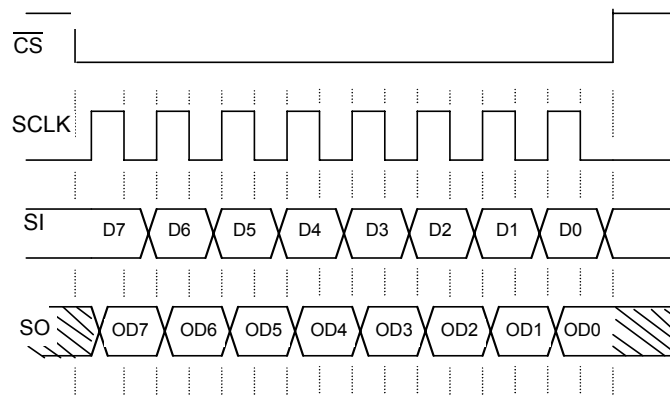 C̅S̅
SCLK
SI D7 D6 D5 D4 D3 D2 D1 D0
SO OD7 OD6 OD5 OD4 OD3 OD2 OD1 OD0